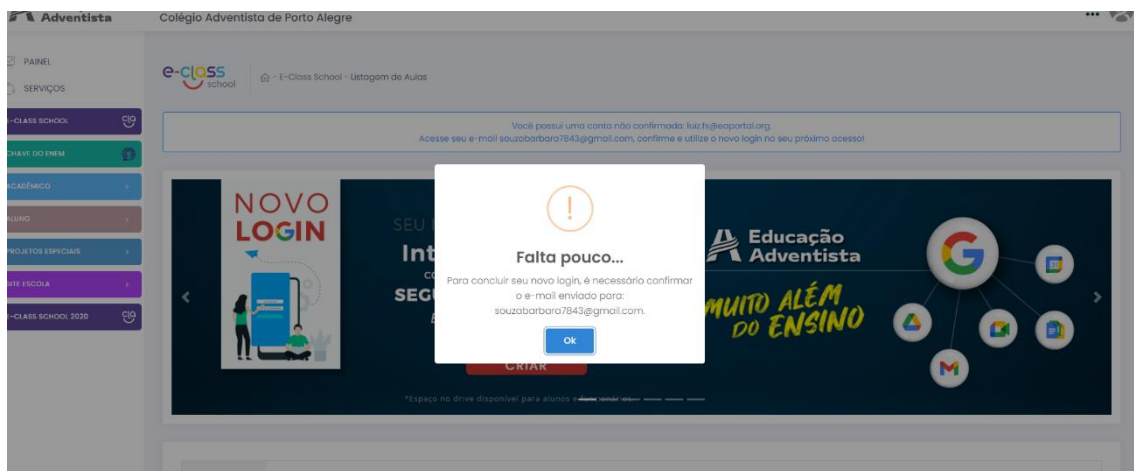 Adventista
Colégio Adventista de Porto Alegre
PAINEL
SERVIÇOS
E-CLASS SCHOOL
CHAVE DO ENEM
ACADÊMICO
ALUNO
PROJETOS ESPECIAIS
SITE ESCOLA
E-CLASS SCHOOL 2020
e-class
school
- E-Class School - Listagem de Aulas
Você possui uma conta não confirmada: luiz.fs@eaportal.org.
Acesse seu e-mail souzabarbara7843@gmail.com, confirme e utilize o novo login no seu próximo acesso!
NOVO
LOGIN
SEU
Int
SEG
Falta pouco...
Para concluir seu novo login, é necessário confirmar
o e-mail enviado para:
souzabarbara7843@gmail.com.
Ok
CRIAR
*Espaço no drive disponível para alunos e funcionários.
Educação
Adventista
MUITO ALÉM
DO ENSINO